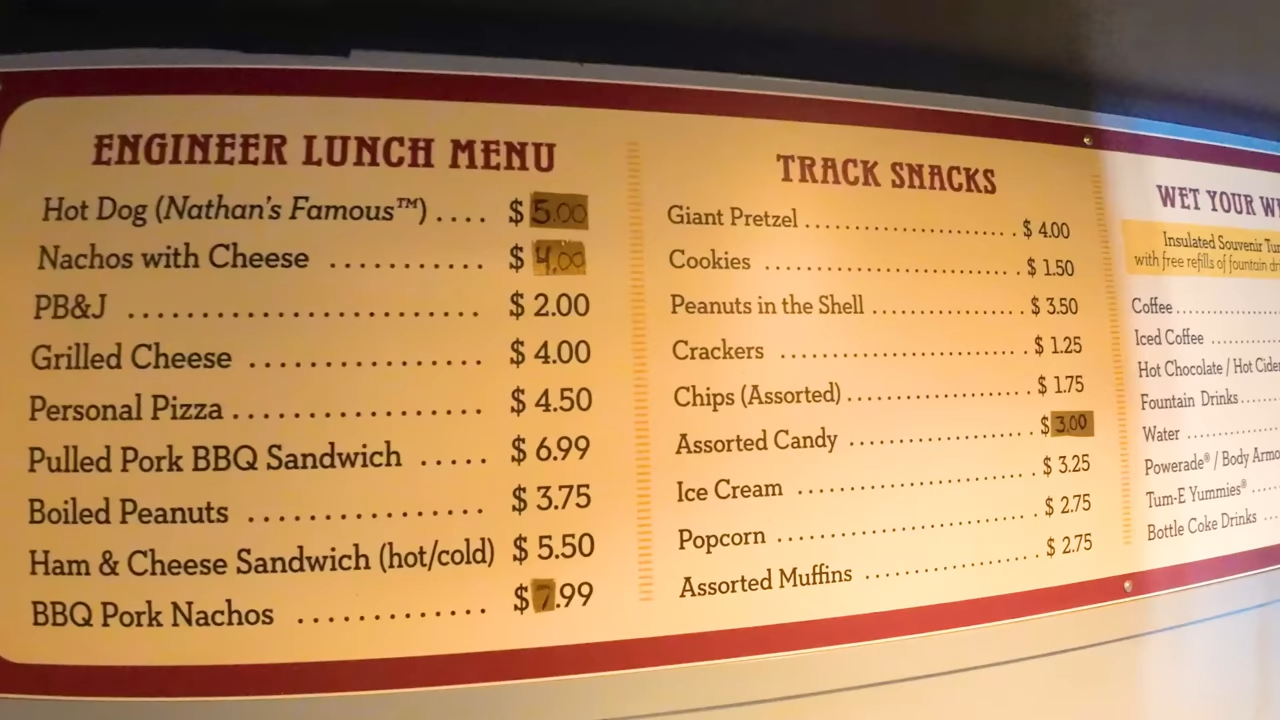 ENGINEER LUNCH MENU
Hot Dog (Nathan's Famous™) .... $ 5.00
Nachos with Cheese ........... $ 4.00
PB&J ......................... $ 2.00
Grilled Cheese ................ $ 4.00
Personal Pizza ................. $ 4.50
Pulled Pork BBQ Sandwich ..... $ 6.99
Boiled Peanuts ................ $ 3.75
Ham & Cheese Sandwich (hot/cold) $ 5.50
BBQ Pork Nachos ............. $ 7.99
TRACK SNACKS
Giant Pretzel ........................ $ 4.00
Cookies ............................. $ 1.50
Peanuts in the Shell .................. $ 3.50
Crackers ............................ $ 1.25
Chips (Assorted) ..................... $ 1.75
Assorted Candy ..................... $ 3.00
Ice Cream ........................... $ 3.25
Popcorn ............................. $ 2.75
Assorted Muffins .................... $ 2.75
WET YOUR
Insulated Souvenir
with free refills of fountain
Coffee
Iced Coffee
Hot Chocolate / Hot Cider
Fountain Drinks
Water
Powerade® / Body
Tum-E Yummies®
Bottle Coke Drinks